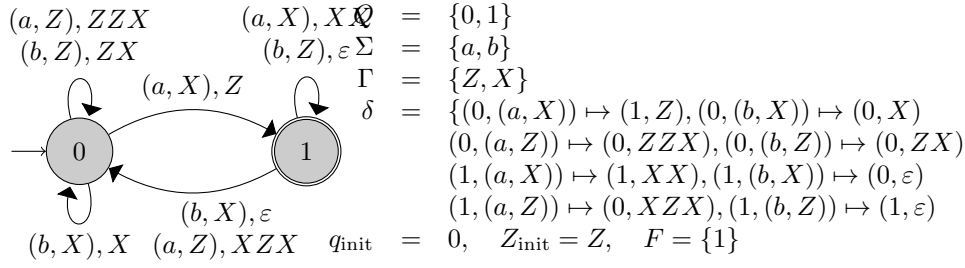 (a, Z), ZZX
(b, Z), ZX
(a, X), XX
(b, Z), ε
(a, X), Z
0
1
(b, X), ε
(b, X), X
(a, Z), XZX
Q = {0, 1}
Σ = {a, b}
Γ = {Z, X}
δ = {(0, (a, X)) ↦ (1, Z), (0, (b, X)) ↦ (0, X)
(0, (a, Z)) ↦ (0, ZZX), (0, (b, Z)) ↦ (0, ZX)
(1, (a, X)) ↦ (1, XX), (1, (b, X)) ↦ (0, ε)
(1, (a, Z)) ↦ (0, XZX), (1, (b, Z)) ↦ (1, ε)
q_init = 0, Z_init = Z, F = {1}